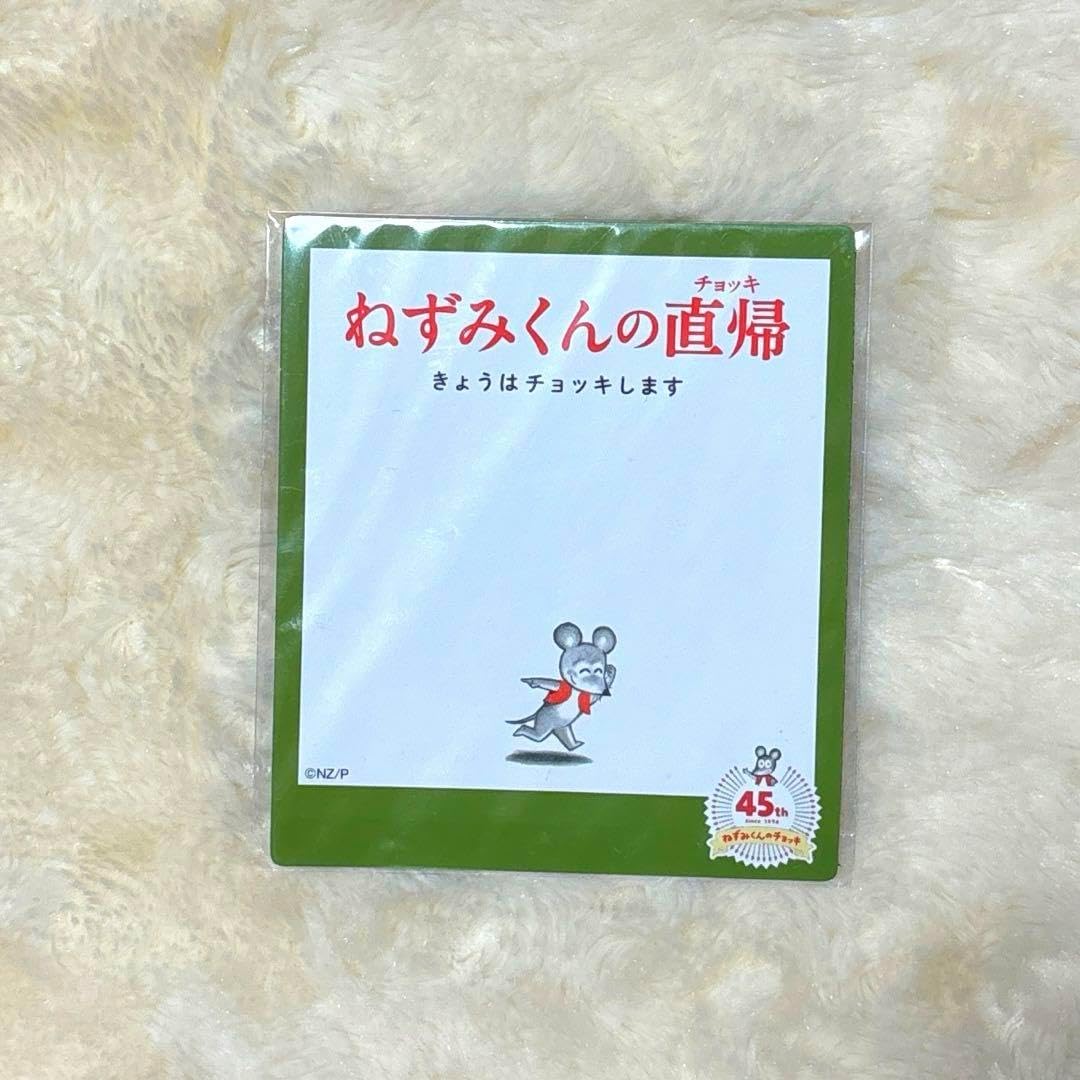 チョッキ
ねずみくんの直帰
きょうはチョッキします
©NZ/P
45th
since 1974
ねずみくんのチョッキ